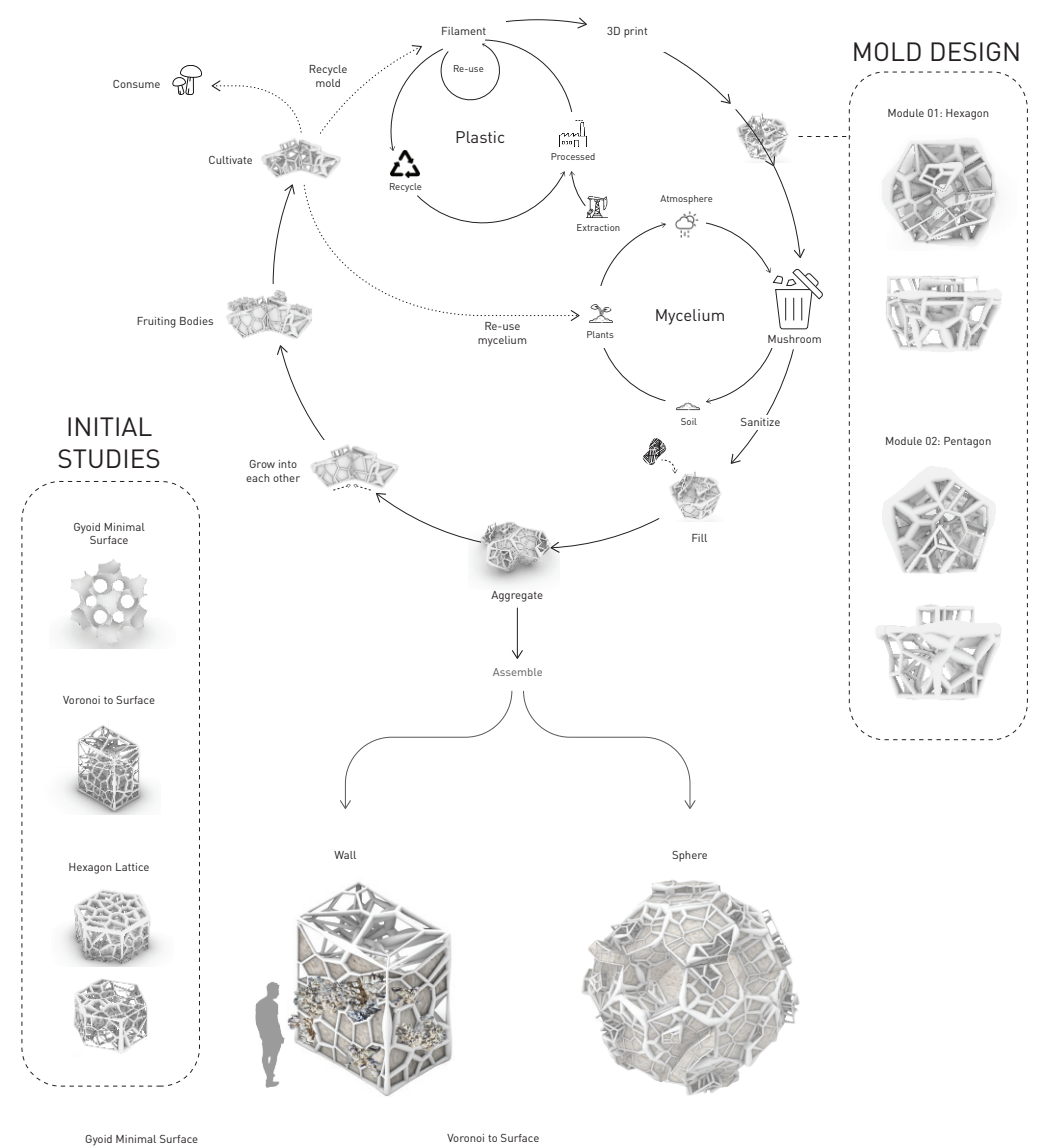 Filament
3D print
MOLD DESIGN
Re-use
Recycle
mold
Consume
Module 01: Hexagon
Plastic
Cultivate
Processed
Recycle
Atmosphere
Extraction
Mycelium
Fruiting Bodies
Re-use
mycelium
Plants
Mushroom
INITIAL
STUDIES
Soil
Sanitize
Module 02: Pentagon
Grow into
each other
Gyoid Minimal
Surface
Fill
Aggregate
Assemble
Voronoi to Surface
Wall
Sphere
Hexagon Lattice
Gyoid Minimal Surface
Voronoi to Surface